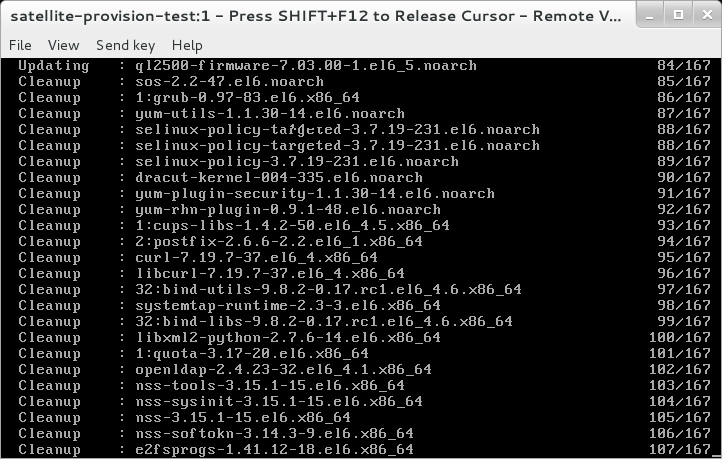 satellite-provision-test:1 – Press SHIFT+F12 to Release Cursor – Remote V...
File View Send key Help
Updating : ql2500-firmware-7.03.00-1.el6_5.noarch 84/167
Cleanup : sos-2.2-47.el6.noarch 85/167
Cleanup : 1:grub-0.97-83.el6.x86_64 86/167
Cleanup : yum-utils-1.1.30-14.el6.noarch 87/167
Cleanup : selinux-policy-targeted-3.7.19-231.el6.noarch 88/167
Cleanup : selinux-policy-targeted-3.7.19-231.el6.noarch 88/167
Cleanup : selinux-policy-3.7.19-231.el6.noarch 89/167
Cleanup : dracut-kernel-004-335.el6.noarch 90/167
Cleanup : yum-plugin-security-1.1.30-14.el6.noarch 91/167
Cleanup : yum-rhn-plugin-0.9.1-48.el6.noarch 92/167
Cleanup : 1:cups-libs-1.4.2-50.el6_4.5.x86_64 93/167
Cleanup : 2:postfix-2.6.6-2.2.el6_1.x86_64 94/167
Cleanup : curl-7.19.7-37.el6_4.x86_64 95/167
Cleanup : libcurl-7.19.7-37.el6_4.x86_64 96/167
Cleanup : 32:bind-utils-9.8.2-0.17.rc1.el6_4.6.x86_64 97/167
Cleanup : systemtap-runtime-2.3-3.el6.x86_64 98/167
Cleanup : 32:bind-libs-9.8.2-0.17.rc1.el6_4.6.x86_64 99/167
Cleanup : libxml2-python-2.7.6-14.el6.x86_64 100/167
Cleanup : 1:quota-3.17-20.el6.x86_64 101/167
Cleanup : openldap-2.4.23-32.el6_4.1.x86_64 102/167
Cleanup : nss-tools-3.15.1-15.el6.x86_64 103/167
Cleanup : nss-sysinit-3.15.1-15.el6.x86_64 104/167
Cleanup : nss-3.15.1-15.el6.x86_64 105/167
Cleanup : nss-softokn-3.14.3-9.el6.x86_64 106/167
Cleanup : e2fsprogs-1.41.12-18.el6.x86_64 107/167_